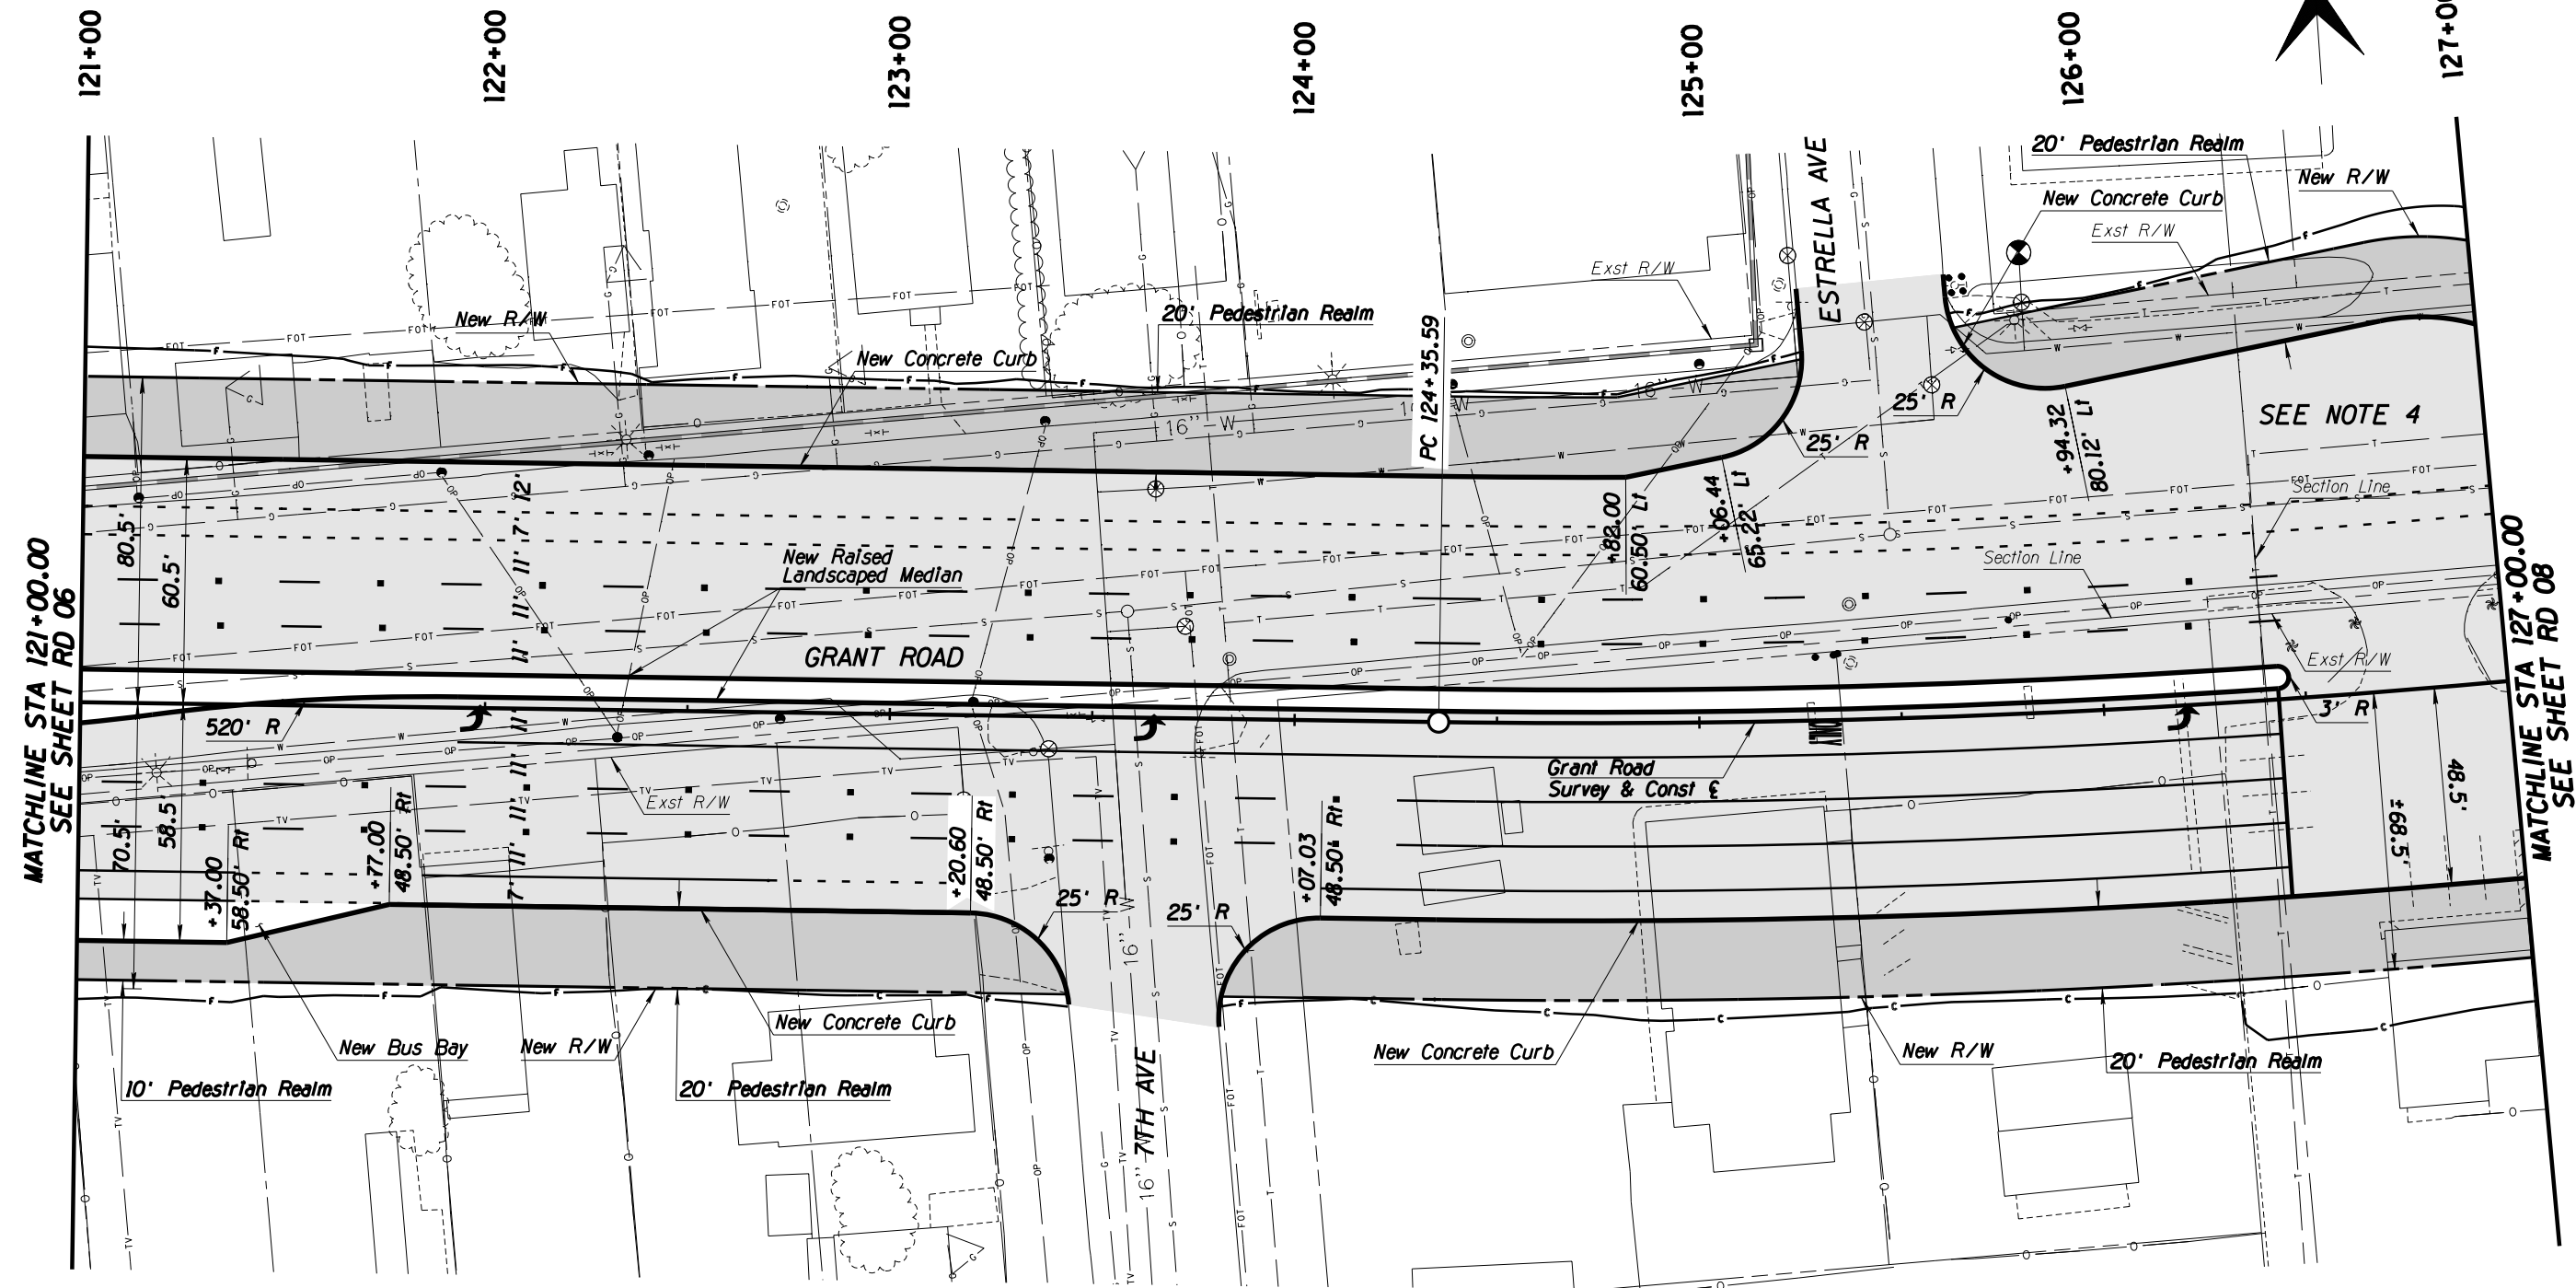 121+00
122+00
123+00
124+00
125+00
126+00
127+00
20' Pedestrian Realm
New R/W
New Concrete Curb
Exst R/W
ESTRELLA AVE
Exst R/W
New R/W
20' Pedestrian Realm
New Concrete Curb
PC 124+35.59
16" W
16" W
25' R
25' R
+94.32
80.12' Lt
SEE NOTE 4
Section Line
Section Line
+82.00
60.50' Lt
+06.44
65.22' Lt
80.5'
60.5'
11' 11' 7' 12'
New Raised
Landscaped Median
GRANT ROAD
MATCHLINE STA 121+00.00
SEE SHEET RD 06
MATCHLINE STA 127+00.00
SEE SHEET RD 08
Exst R/W
520' R
3' R
Grant Road
Survey & Const ℄
Exst R/W
70.5'
58.5'
+37.00
58.50' Rt
+77.00
48.50' Rt
7' 11' 11' 11'
+20.60
48.50' Rt
+07.03
48.50' Rt
48.5'
±68.5'
25' R
25' R
16" W
New Concrete Curb
New Bus Bay
New R/W
New Concrete Curb
New R/W
10' Pedestrian Realm
20' Pedestrian Realm
20' Pedestrian Realm
7TH AVE
16" W